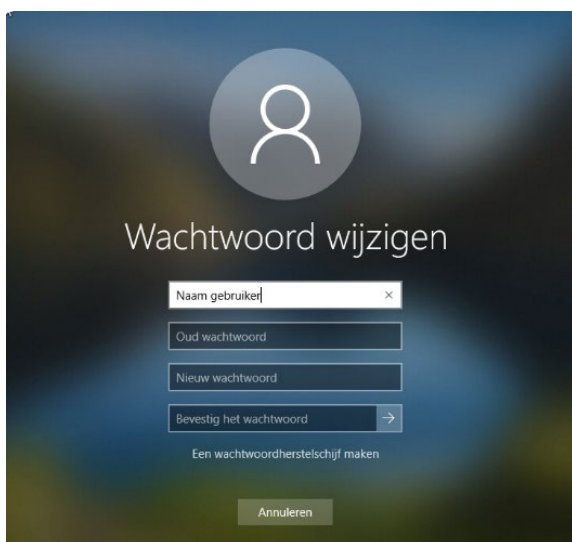 Wachtwoord wijzigen
Naam gebruiker
Oud wachtwoord
Nieuw wachtwoord
Bevestig het wachtwoord
Een wachtwoordherstelschijf maken
Annuleren